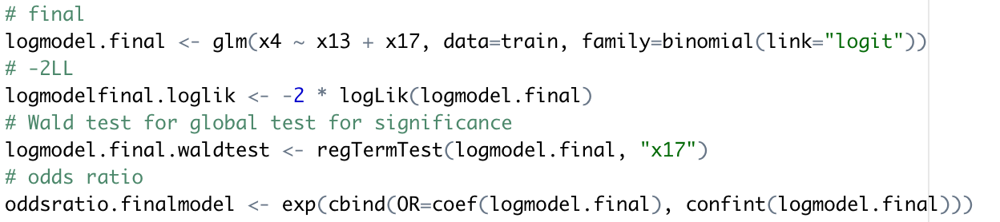 # final
logmodel.final <- glm(x4 ~ x13 + x17, data=train, family=binomial(link="logit"))
# -2LL
logmodelfinal.loglik <- -2 * logLik(logmodel.final)
# Wald test for global test for significance
logmodel.final.waldtest <- regTermTest(logmodel.final, "x17")
# odds ratio
oddsratio.finalmodel <- exp(cbind(OR=coef(logmodel.final), confint(logmodel.final)))